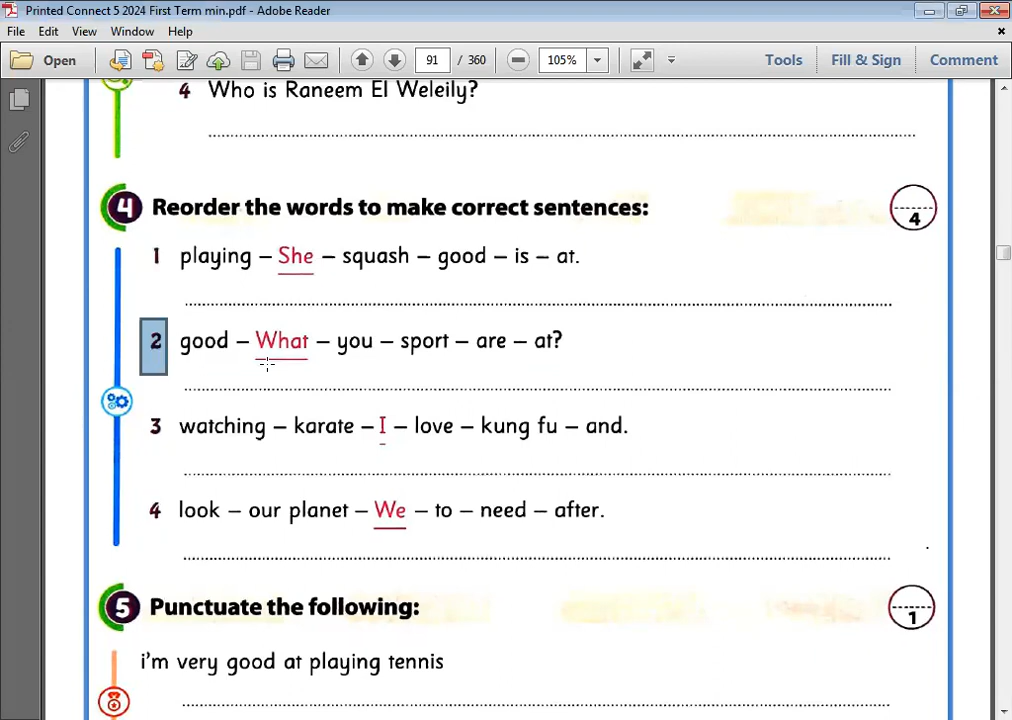 Printed Connect 5 2024 First Term min.pdf - Adobe Reader
File Edit View Window Help
Open 91 / 360 105% Tools Fill & Sign Comment
4 Who is Raneem El Weleily?
4 Reorder the words to make correct sentences: 4
1 playing – She – squash – good – is – at.
2 good – What – you – sport – are – at?
3 watching – karate – I – love – kung fu – and.
4 look – our planet – We – to – need – after.
5 Punctuate the following: 1
i'm very good at playing tennis